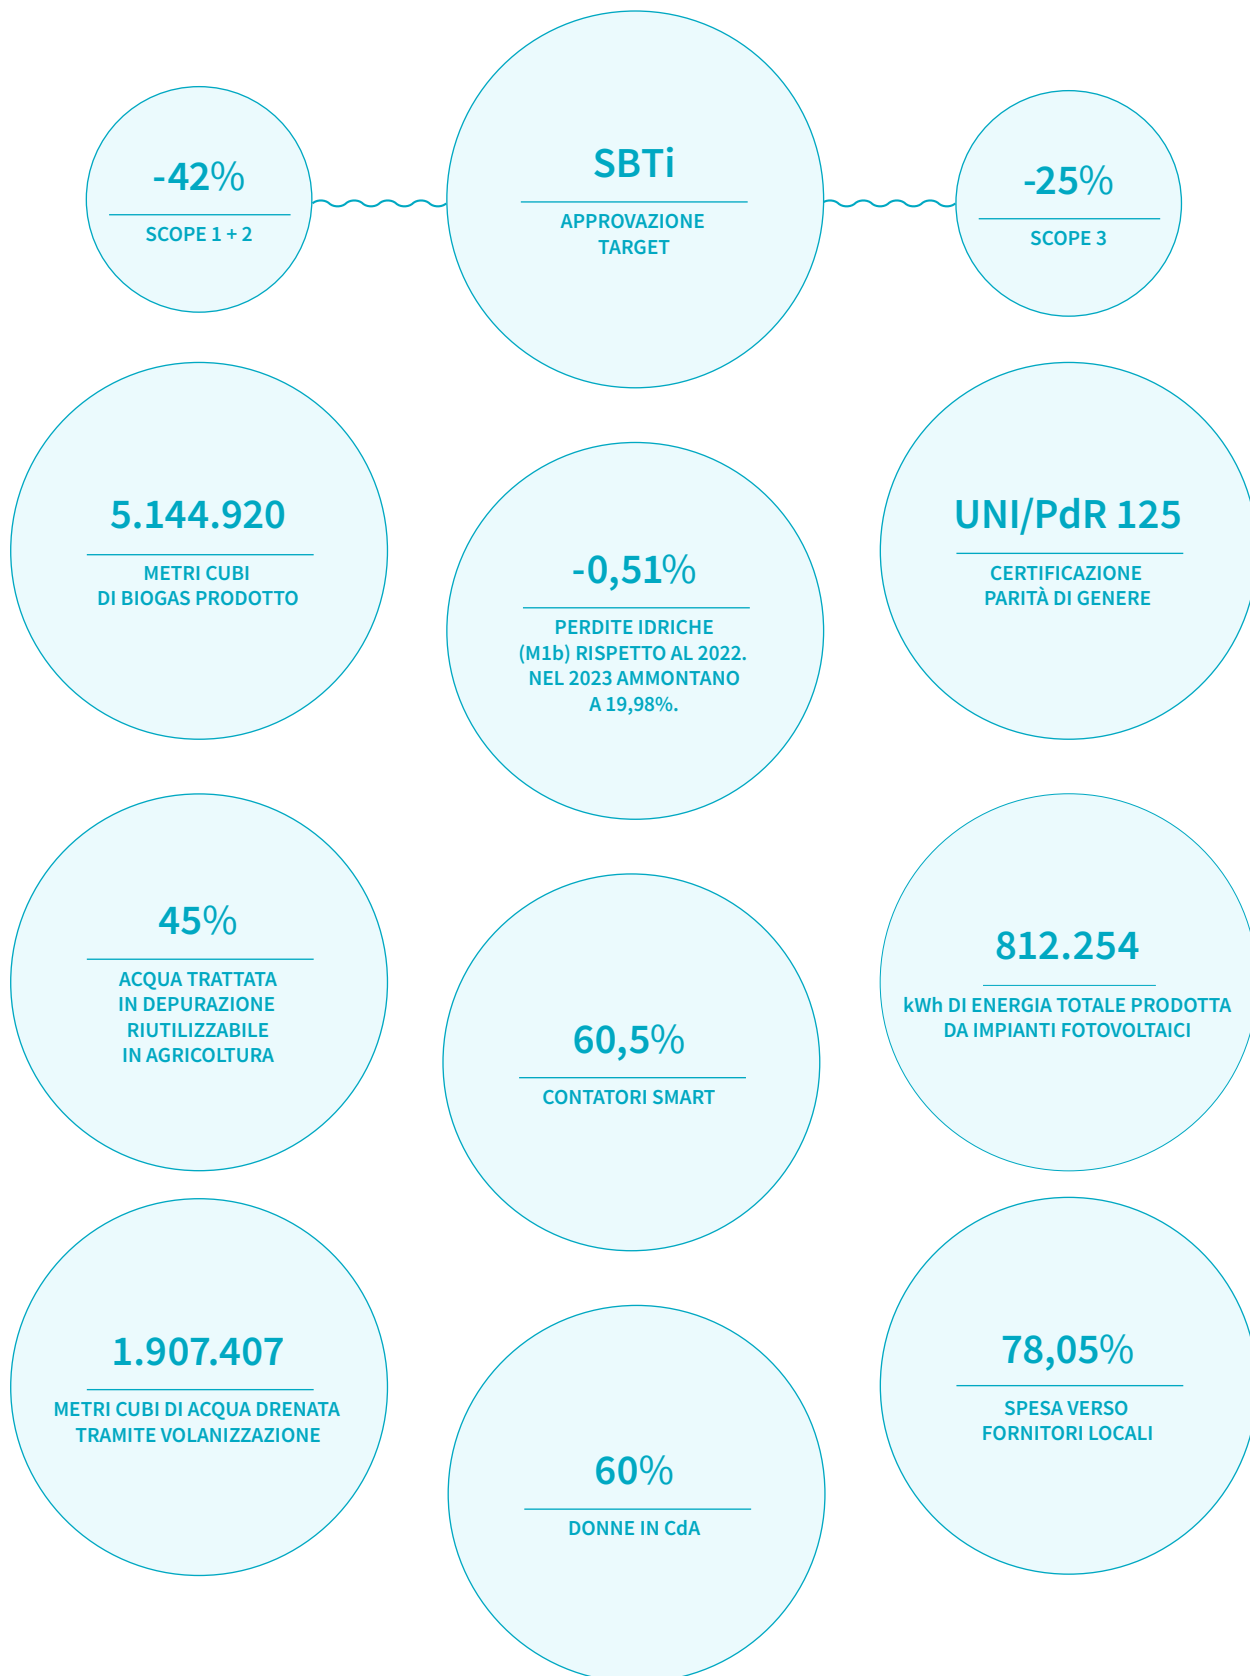 -42%
SCOPE 1 + 2
SBTi
APPROVAZIONE
TARGET
-25%
SCOPE 3
5.144.920
METRI CUBI
DI BIOGAS PRODOTTO
-0,51%
PERDITE IDRICHE
(M1b) RISPETTO AL 2022.
NEL 2023 AMMONTANO
A 19,98%.
UNI/PdR 125
CERTIFICAZIONE
PARITÀ DI GENERE
45%
ACQUA TRATTATA
IN DEPURAZIONE
RIUTILIZZABILE
IN AGRICOLTURA
60,5%
CONTATORI SMART
812.254
kWh DI ENERGIA TOTALE PRODOTTA
DA IMPIANTI FOTOVOLTAICI
1.907.407
METRI CUBI DI ACQUA DRENATA
TRAMITE VOLANIZZAZIONE
60%
DONNE IN CdA
78,05%
SPESA VERSO
FORNITORI LOCALI